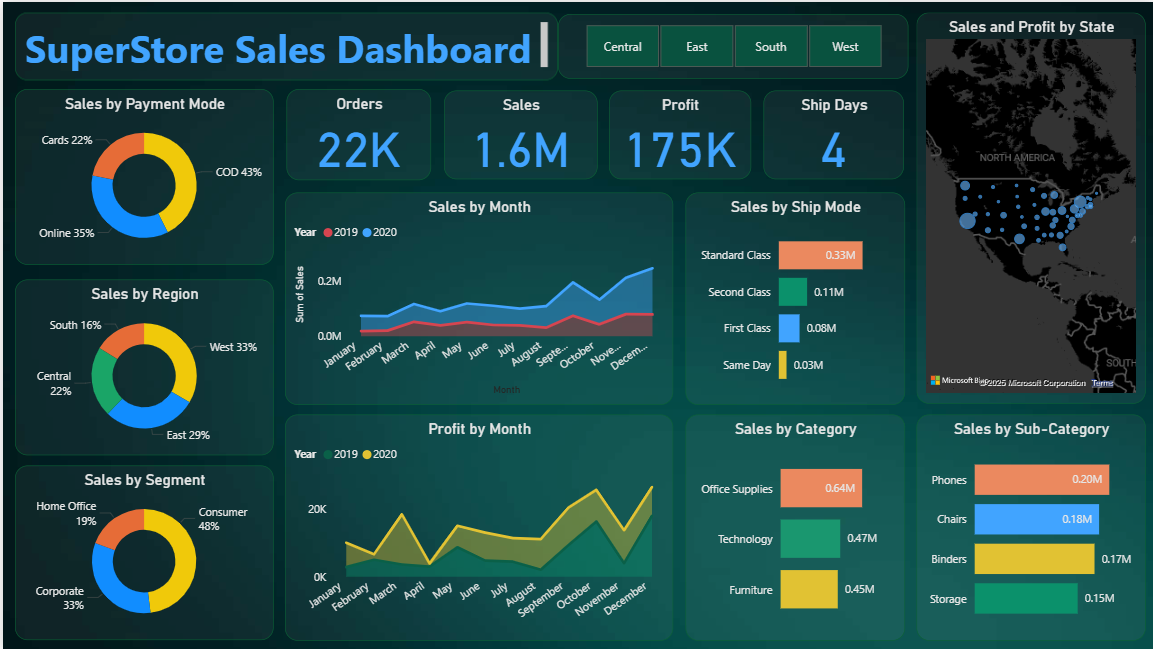 SuperStore Sales Dashboard
Central East South West
Sales and Profit by State
NORTH AMERICA
SOUTH
Microsoft
©2025 Microsoft Corporation Terms
Sales by Payment Mode
Cards 22%
COD 43%
Online 35%
Orders
22K
Sales
1.6M
Profit
175K
Ship Days
4
Sales by Region
South 16%
West 33%
Central
22%
East 29%
Sales by Segment
Home Office
19%
Consumer
48%
Corporate
33%
Sales by Month
Year 2019 2020
Sum of Sales
0.2M
0.0M
January
February
March
April
May
June
July
August
Septe...
October
Nove...
Decem...
Month
Sales by Ship Mode
Standard Class 0.33M
Second Class 0.11M
First Class 0.08M
Same Day 0.03M
Profit by Month
Year 2019 2020
20K
0K
January
February
March
April
May
June
July
August
September
October
November
December
Sales by Category
Office Supplies 0.64M
Technology 0.47M
Furniture 0.45M
Sales by Sub-Category
Phones 0.20M
Chairs 0.18M
Binders 0.17M
Storage 0.15M